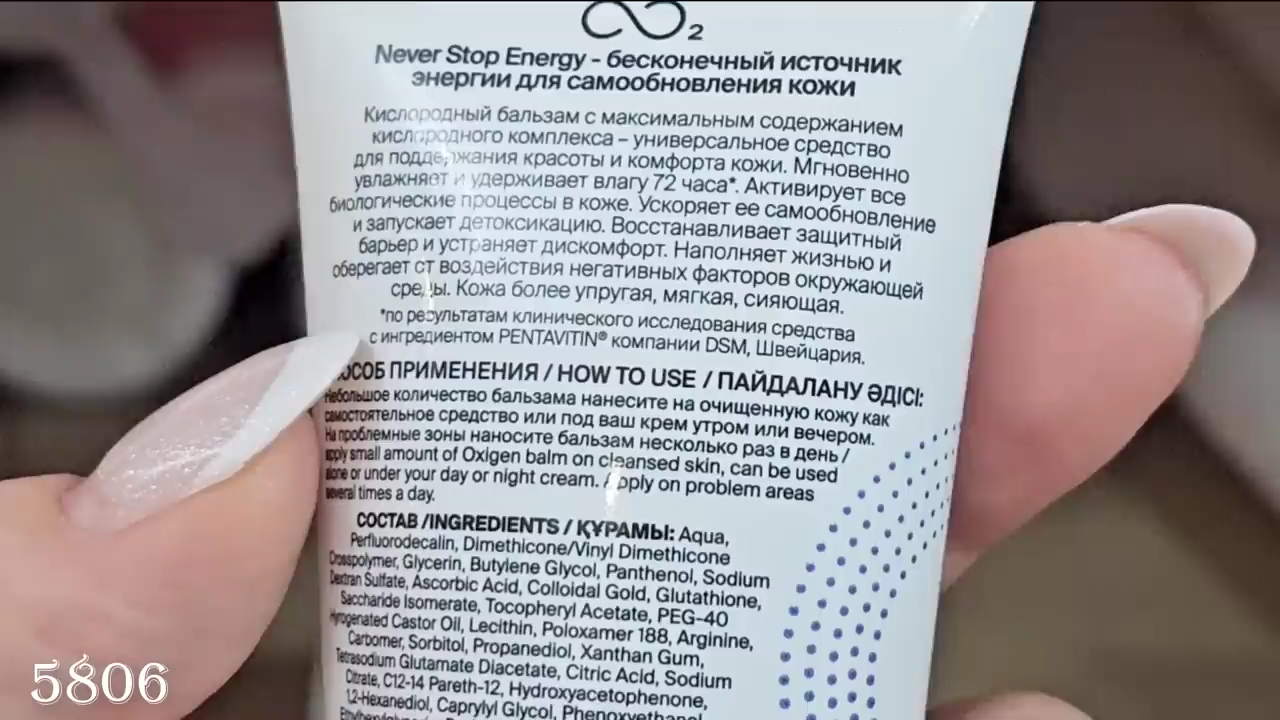 2
Never Stop Energy - бесконечный источник
энергии для самообновления кожи
Кислородный бальзам с максимальным содержанием
кислородного комплекса – универсальное средство
для поддержания красоты и комфорта кожи. Мгновенно
увлажняет и удерживает влагу 72 часа*. Активирует все
биологические процессы в коже. Ускоряет ее самообновление
и запускает детоксикацию. Восстанавливает защитный
барьер и устраняет дискомфорт. Наполняет жизнью и
оберегает от воздействия негативных факторов окружающей
среды. Кожа более упругая, мягкая, сияющая.
*по результатам клинического исследования средства
с ингредиентом PENTAVITIN® компании DSM, Швейцария.
ПРИМЕНЕНИЯ / HOW TO USE / ПАЙДАЛАНУ ӘДІСІ:
Небольшое количество бальзама нанесите на очищенную кожу как
самостоятельное средство или под ваш крем утром или вечером.
На проблемные зоны наносите бальзам несколько раз в день /
apply small amount of Oxigen balm on cleansed skin, can be used
alone or under your day or night cream. Apply on problem areas
several times a day.
СОСТАВ /INGREDIENTS / ҚҰРАМЫ: Aqua,
Perfluorodecalin, Dimethicone/Vinyl Dimethicone
Crosspolymer, Glycerin, Butylene Glycol, Panthenol, Sodium
Dextran Sulfate, Ascorbic Acid, Colloidal Gold, Glutathione,
Saccharide Isomerate, Tocopheryl Acetate, PEG-40
Hyrogenated Castor Oil, Lecithin, Poloxamer 188, Arginine,
Carbomer, Sorbitol, Propanediol, Xanthan Gum,
Tetrasodium Glutamate Diacetate, Citric Acid, Sodium
Citrate, C12-14 Pareth-12, Hydroxyacetophenone,
1,2-Hexanediol, Caprylyl Glycol, Phenoxyethanol
5806